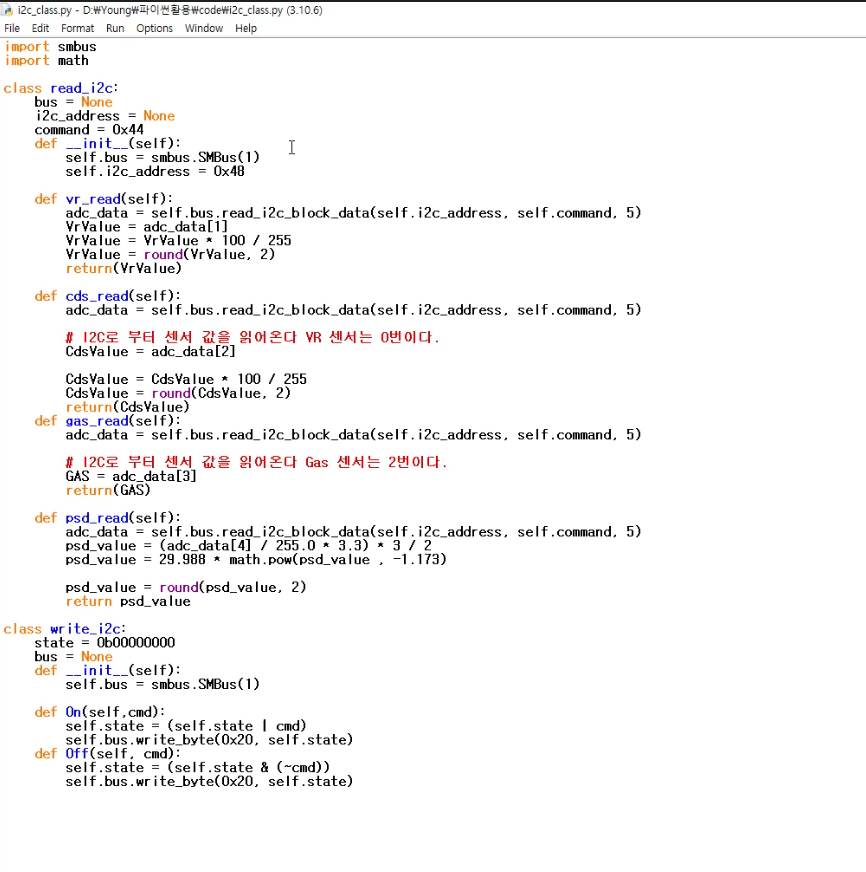 i2c_class.py - D:\Young\파이썬활용\code\i2c_class.py (3.10.6)
File Edit Format Run Options Window Help
import smbus
import math

class read_i2c:
    bus = None
    i2c_address = None
    command = 0x44
    def __init__(self):
        self.bus = smbus.SMBus(1)
        self.i2c_address = 0x48

    def vr_read(self):
        adc_data = self.bus.read_i2c_block_data(self.i2c_address, self.command, 5)
        VrValue = adc_data[1]
        VrValue = VrValue * 100 / 255
        VrValue = round(VrValue, 2)
        return(VrValue)

    def cds_read(self):
        adc_data = self.bus.read_i2c_block_data(self.i2c_address, self.command, 5)

        # I2C로 부터 센서 값을 읽어온다 VR 센서는 0번이다.
        CdsValue = adc_data[2]

        CdsValue = CdsValue * 100 / 255
        CdsValue = round(CdsValue, 2)
        return(CdsValue)
    def gas_read(self):
        adc_data = self.bus.read_i2c_block_data(self.i2c_address, self.command, 5)

        # I2C로 부터 센서 값을 읽어온다 Gas 센서는 2번이다.
        GAS = adc_data[3]
        return(GAS)

    def psd_read(self):
        adc_data = self.bus.read_i2c_block_data(self.i2c_address, self.command, 5)
        psd_value = (adc_data[4] / 255.0 * 3.3) * 3 / 2
        psd_value = 29.988 * math.pow(psd_value , -1.173)

        psd_value = round(psd_value, 2)
        return psd_value

class write_i2c:
    state = 0b00000000
    bus = None
    def __init__(self):
        self.bus = smbus.SMBus(1)

    def On(self,cmd):
        self.state = (self.state | cmd)
        self.bus.write_byte(0x20, self.state)
    def Off(self, cmd):
        self.state = (self.state & (~cmd))
        self.bus.write_byte(0x20, self.state)